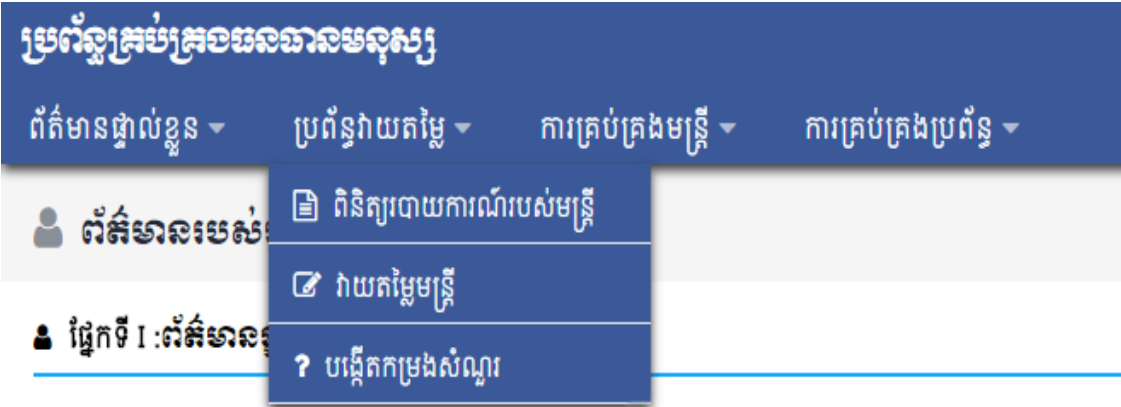 ប្រព័ន្ធគ្រប់គ្រងធនធានមនុស្ស
ព័ត៌មានផ្ទាល់ខ្លួន ប្រព័ន្ធវាយតម្លៃ ការគ្រប់គ្រងមន្ត្រី ការគ្រប់គ្រងប្រព័ន្ធ
ពិនិត្យរបាយការណ៍របស់មន្ត្រី
ព័ត៌មានរបស់
វាយតម្លៃមន្ត្រី
ផ្នែកទី I :ព័ត៌មាន
? បង្កើតកម្រងសំណួរ